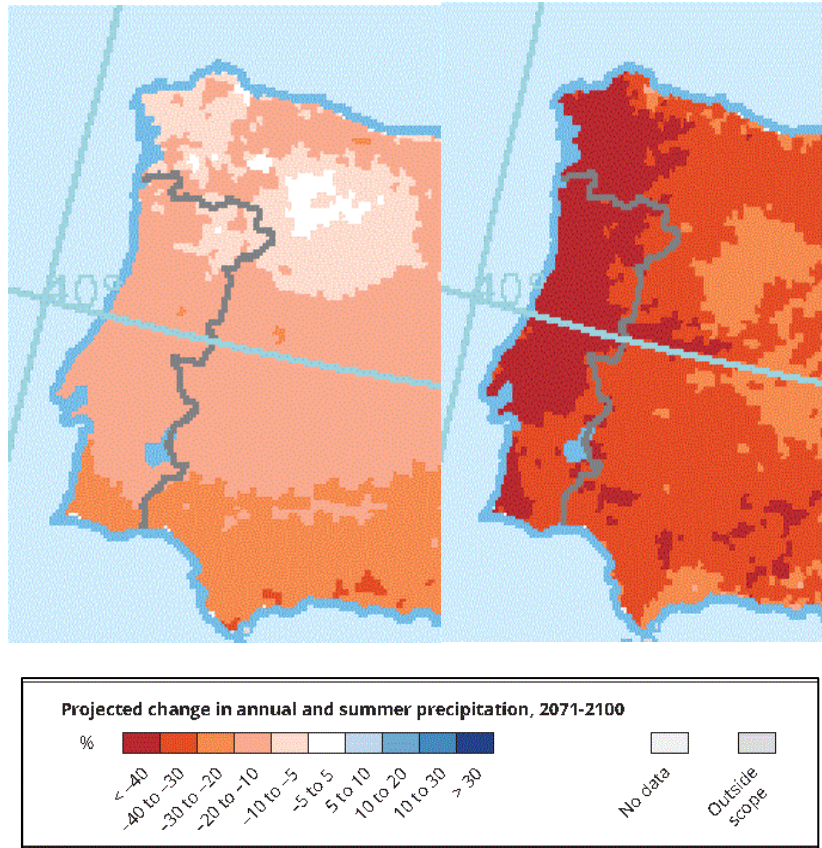 40°
40°
Projected change in annual and summer precipitation, 2071-2100
%
< -40
-40 to -30
-30 to -20
-20 to -10
-10 to -5
-5 to 5
5 to 10
10 to 20
10 to 30
> 30
No data
Outside
scope